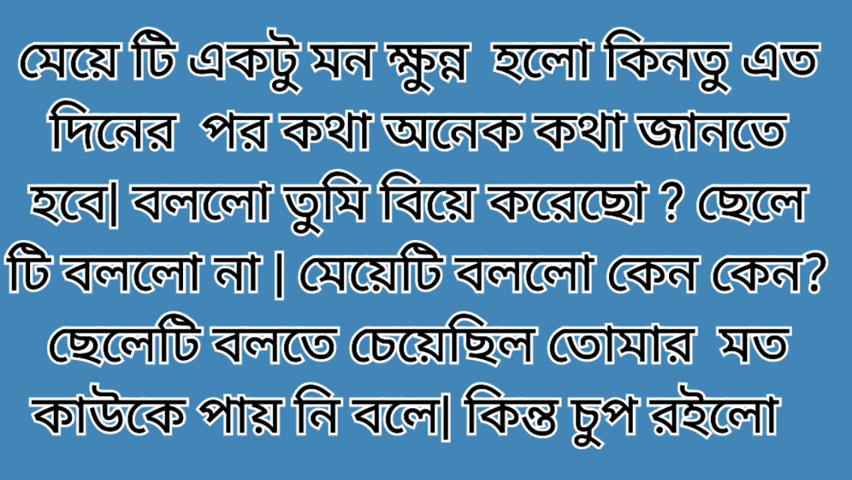 মেয়ে টি একটু মন ক্ষুন্ন হলো কিনতু এত
দিনের পর কথা অনেক কথা জানতে
হবে| বললো তুমি বিয়ে করেছো ? ছেলে
টি বললো না | মেয়েটি বললো কেন কেন?
ছেলেটি বলতে চেয়েছিল তোমার মত
কাউকে পায় নি বলে| কিন্ত চুপ রইলো